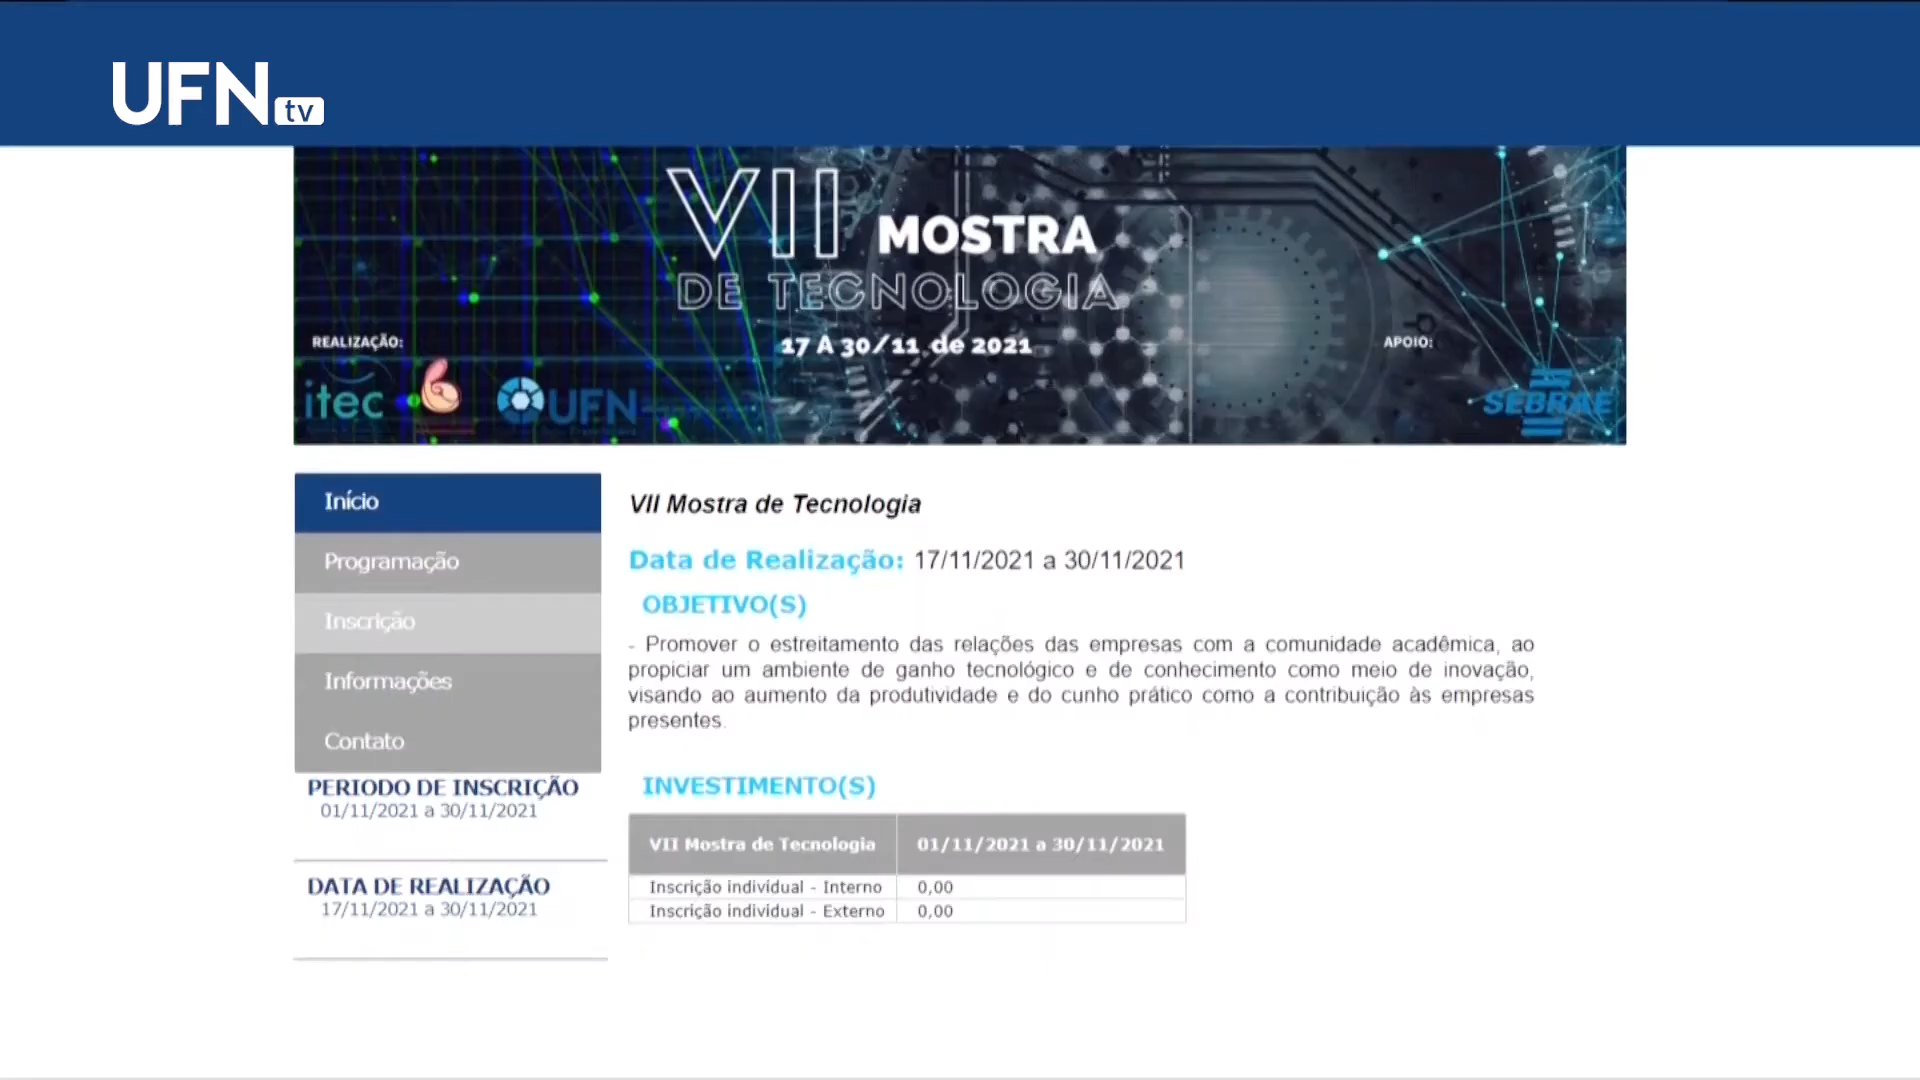 UFN tv
VII MOSTRA
DE TECNOLOGIA
17 A 30/11 de 2021
REALIZAÇÃO:
APOIO:
itec
UFN
SEBRAE
Início
Programação
Inscrição
Informações
Contato
PERIODO DE INSCRIÇÃO
01/11/2021 a 30/11/2021
DATA DE REALIZAÇÃO
17/11/2021 a 30/11/2021
VII Mostra de Tecnologia
Data de Realização: 17/11/2021 a 30/11/2021
OBJETIVO(S)
- Promover o estreitamento das relações das empresas com a comunidade acadêmica, ao
propiciar um ambiente de ganho tecnológico e de conhecimento como meio de inovação,
visando ao aumento da produtividade e do cunho prático como a contribuição às empresas
presentes.
INVESTIMENTO(S)
VII Mostra de Tecnologia 01/11/2021 a 30/11/2021
Inscrição individual - Interno 0,00
Inscrição individual - Externo 0,00